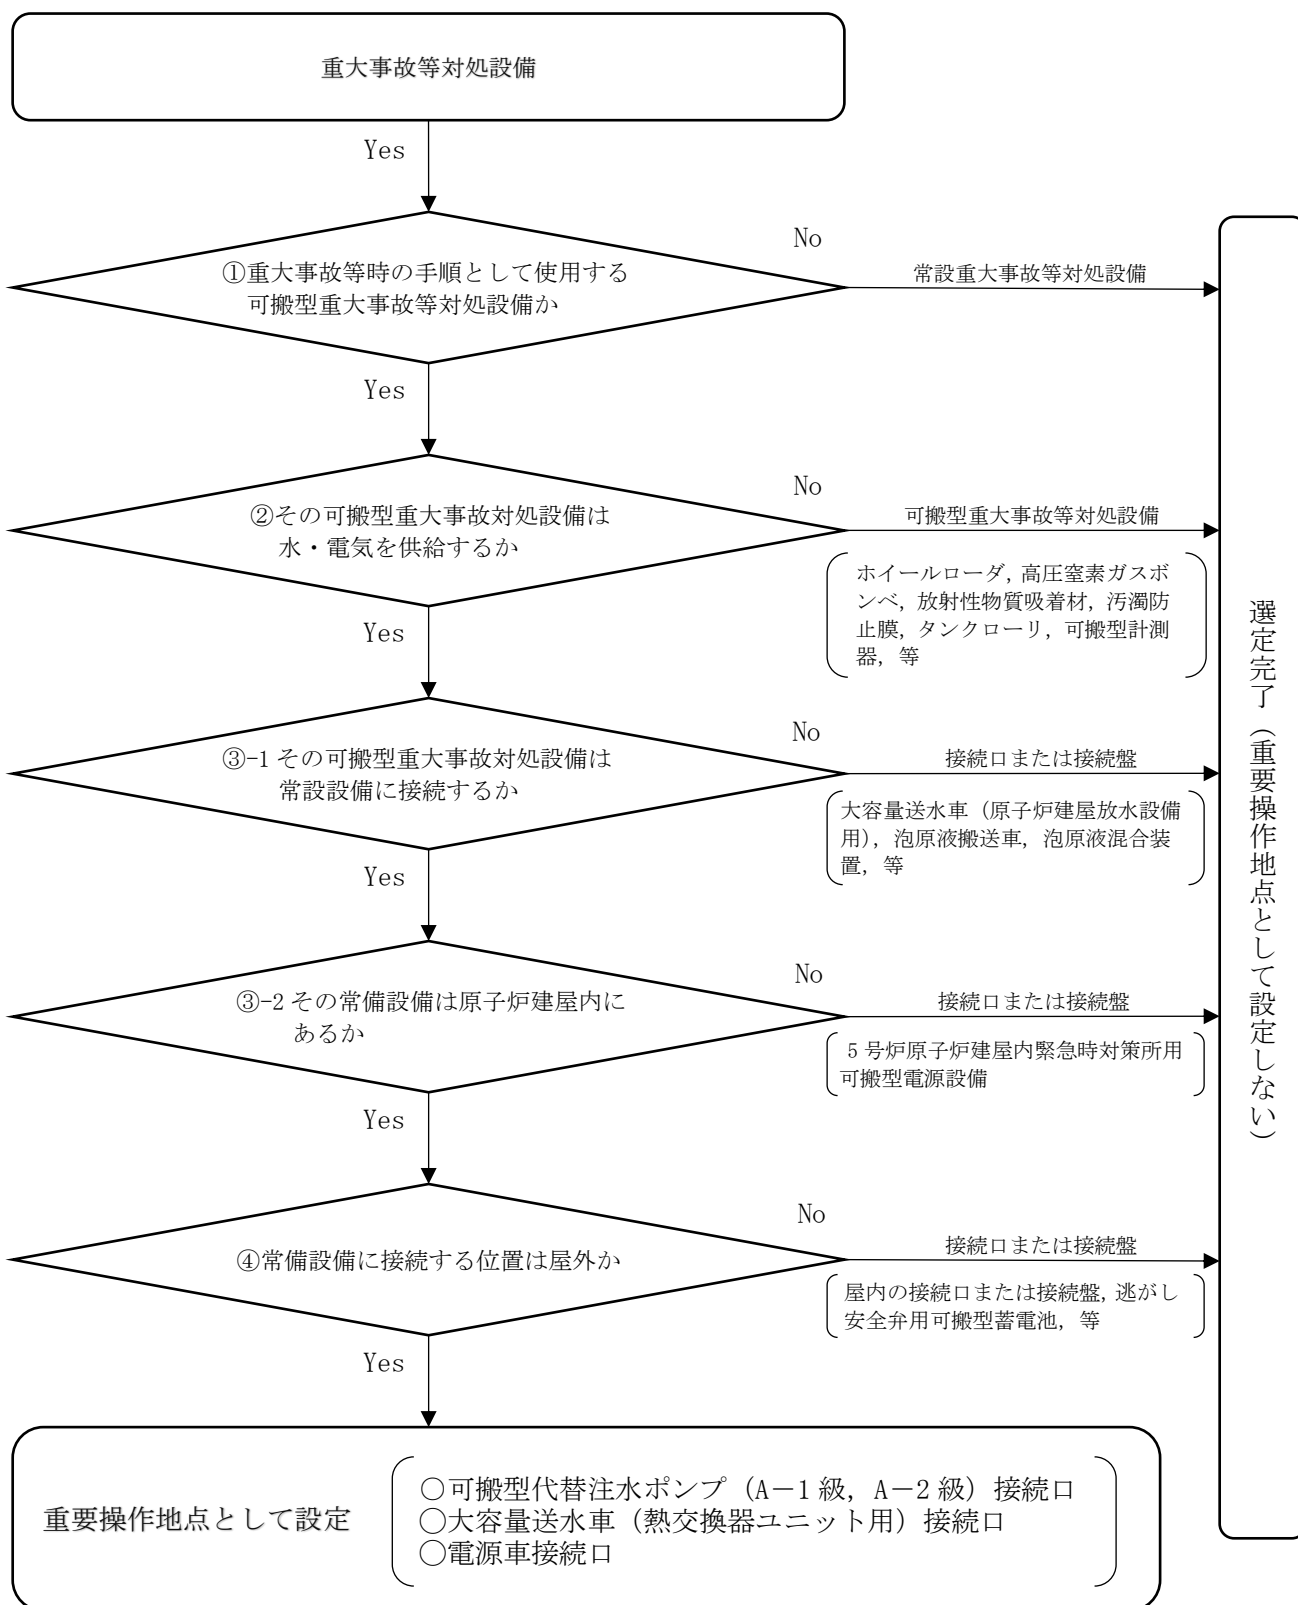 重大事故等対処設備
Yes
No
①重大事故等時の手順として使用する
可搬型重大事故等対処設備か
常設重大事故等対処設備
Yes
No
②その可搬型重大事故対処設備は
水・電気を供給するか
可搬型重大事故等対処設備
ホイールローダ, 高圧窒素ガスボ
ンベ, 放射性物質吸着材, 汚濁防
止膜, タンクローリ, 可搬型計測
器, 等
Yes
No
③-1 その可搬型重大事故対処設備は
常設設備に接続するか
接続口または接続盤
大容量送水車（原子炉建屋放水設備
用）, 泡原液搬送車, 泡原液混合装
置, 等
Yes
No
③-2 その常備設備は原子炉建屋内に
あるか
接続口または接続盤
5 号炉原子炉建屋内緊急時対策所用
可搬型電源設備
Yes
No
④常備設備に接続する位置は屋外か
接続口または接続盤
屋内の接続口または接続盤, 逃がし
安全弁用可搬型蓄電池, 等
Yes
選定完了（重要操作地点として設定しない）
重要操作地点として設定
○可搬型代替注水ポンプ（A－1 級, A－2 級）接続口
○大容量送水車（熱交換器ユニット用）接続口
○電源車接続口